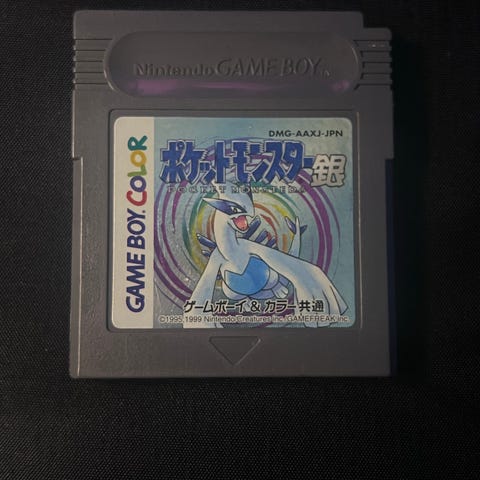 Nintendo GAME BOY
DMG-AAXJ-JPN
ポケットモンスター銀
POCKET MONSTERS
GAME BOY COLOR
ゲームボーイ & カラー 共通
©1995,1999 Nintendo/Creatures inc./GAMEFREAK inc.